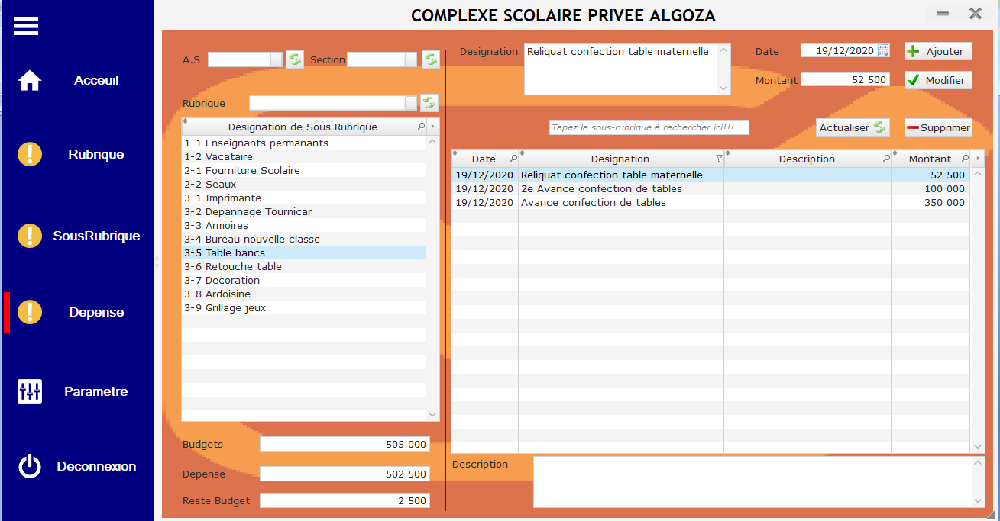 COMPLEXE SCOLAIRE PRIVEE ALGOZA
Acceuil
Rubrique
SousRubrique
Depense
Parametre
Deconnexion
A.S
Section
Rubrique
Designation de Sous Rubrique
1-1 Enseignants permanants
1-2 Vacataire
2-1 Fourniture Scolaire
2-2 Seaux
3-1 Imprimante
3-2 Depannage Tournicar
3-3 Armoires
3-4 Bureau nouvelle classe
3-5 Table bancs
3-6 Retouche table
3-7 Decoration
3-8 Ardoisine
3-9 Grillage jeux
Budgets 505 000
Depense 502 500
Reste Budget 2 500
Designation Reliquat confection table maternelle
Date 19/12/2020
Ajouter
Montant 52 500
Modifier
Tapez la sous-rubrique à rechercher ici!!!
Actualiser
Supprimer
Date Designation Description Montant
19/12/2020 Reliquat confection table maternelle 52 500
19/12/2020 2e Avance confection de tables 100 000
19/12/2020 Avance confection de tables 350 000
Description